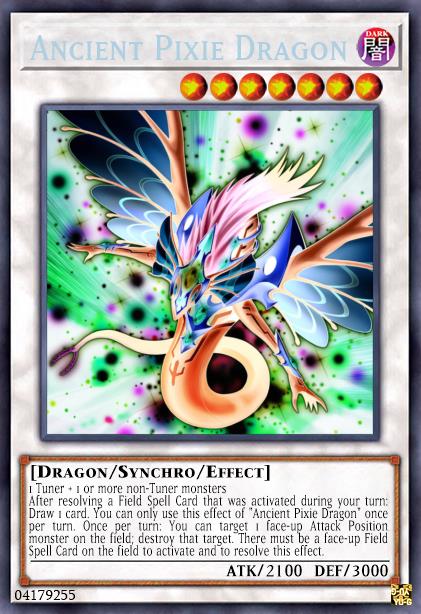 Ancient Pixie Dragon
DARK
闇
[Dragon/Synchro/Effect]
1 Tuner + 1 or more non-Tuner monsters
After resolving a Field Spell Card that was activated during your turn:
Draw 1 card. You can only use this effect of "Ancient Pixie Dragon" once
per turn. Once per turn: You can target 1 face-up Attack Position
monster on the field; destroy that target. There must be a face-up Field
Spell Card on the field to activate and to resolve this effect.
ATK/2100 DEF/3000
04179255